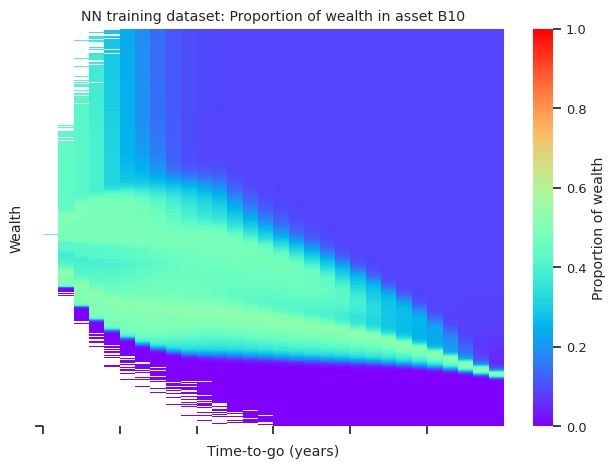 NN training dataset: Proportion of wealth in asset B10
Wealth
Time-to-go (years)
1.0
0.8
0.6
0.4
0.2
0.0
Proportion of wealth